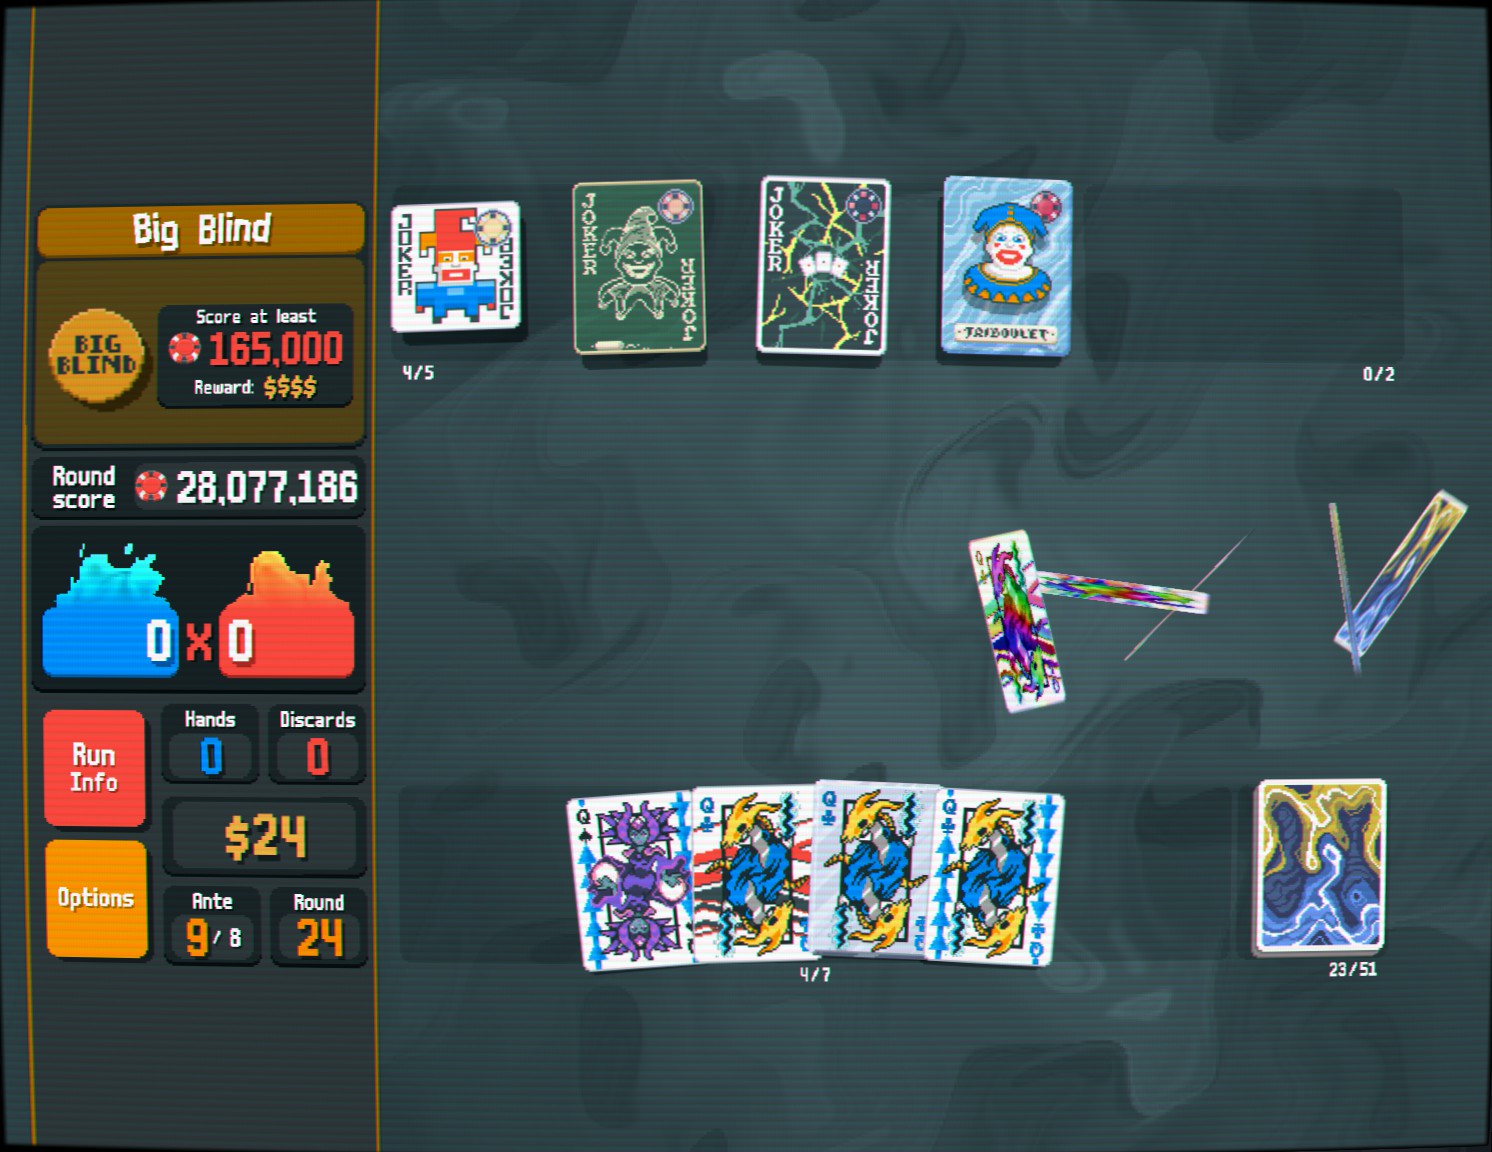 Big Blind
BIG
BLIND
Score at least
165,000
Reward: $$$$
Round
score
28,077,186
0 X 0
Run
Info
Hands
0
Discards
0
$24
Options
Ante
9 / 8
Round
24
JOKER
JOKER
JOKER
JOKER
JOKER
JOKER
TRIBOULET
4/5
0/2
Q
Q
Q
Q
Q
Q
4/7
23/51